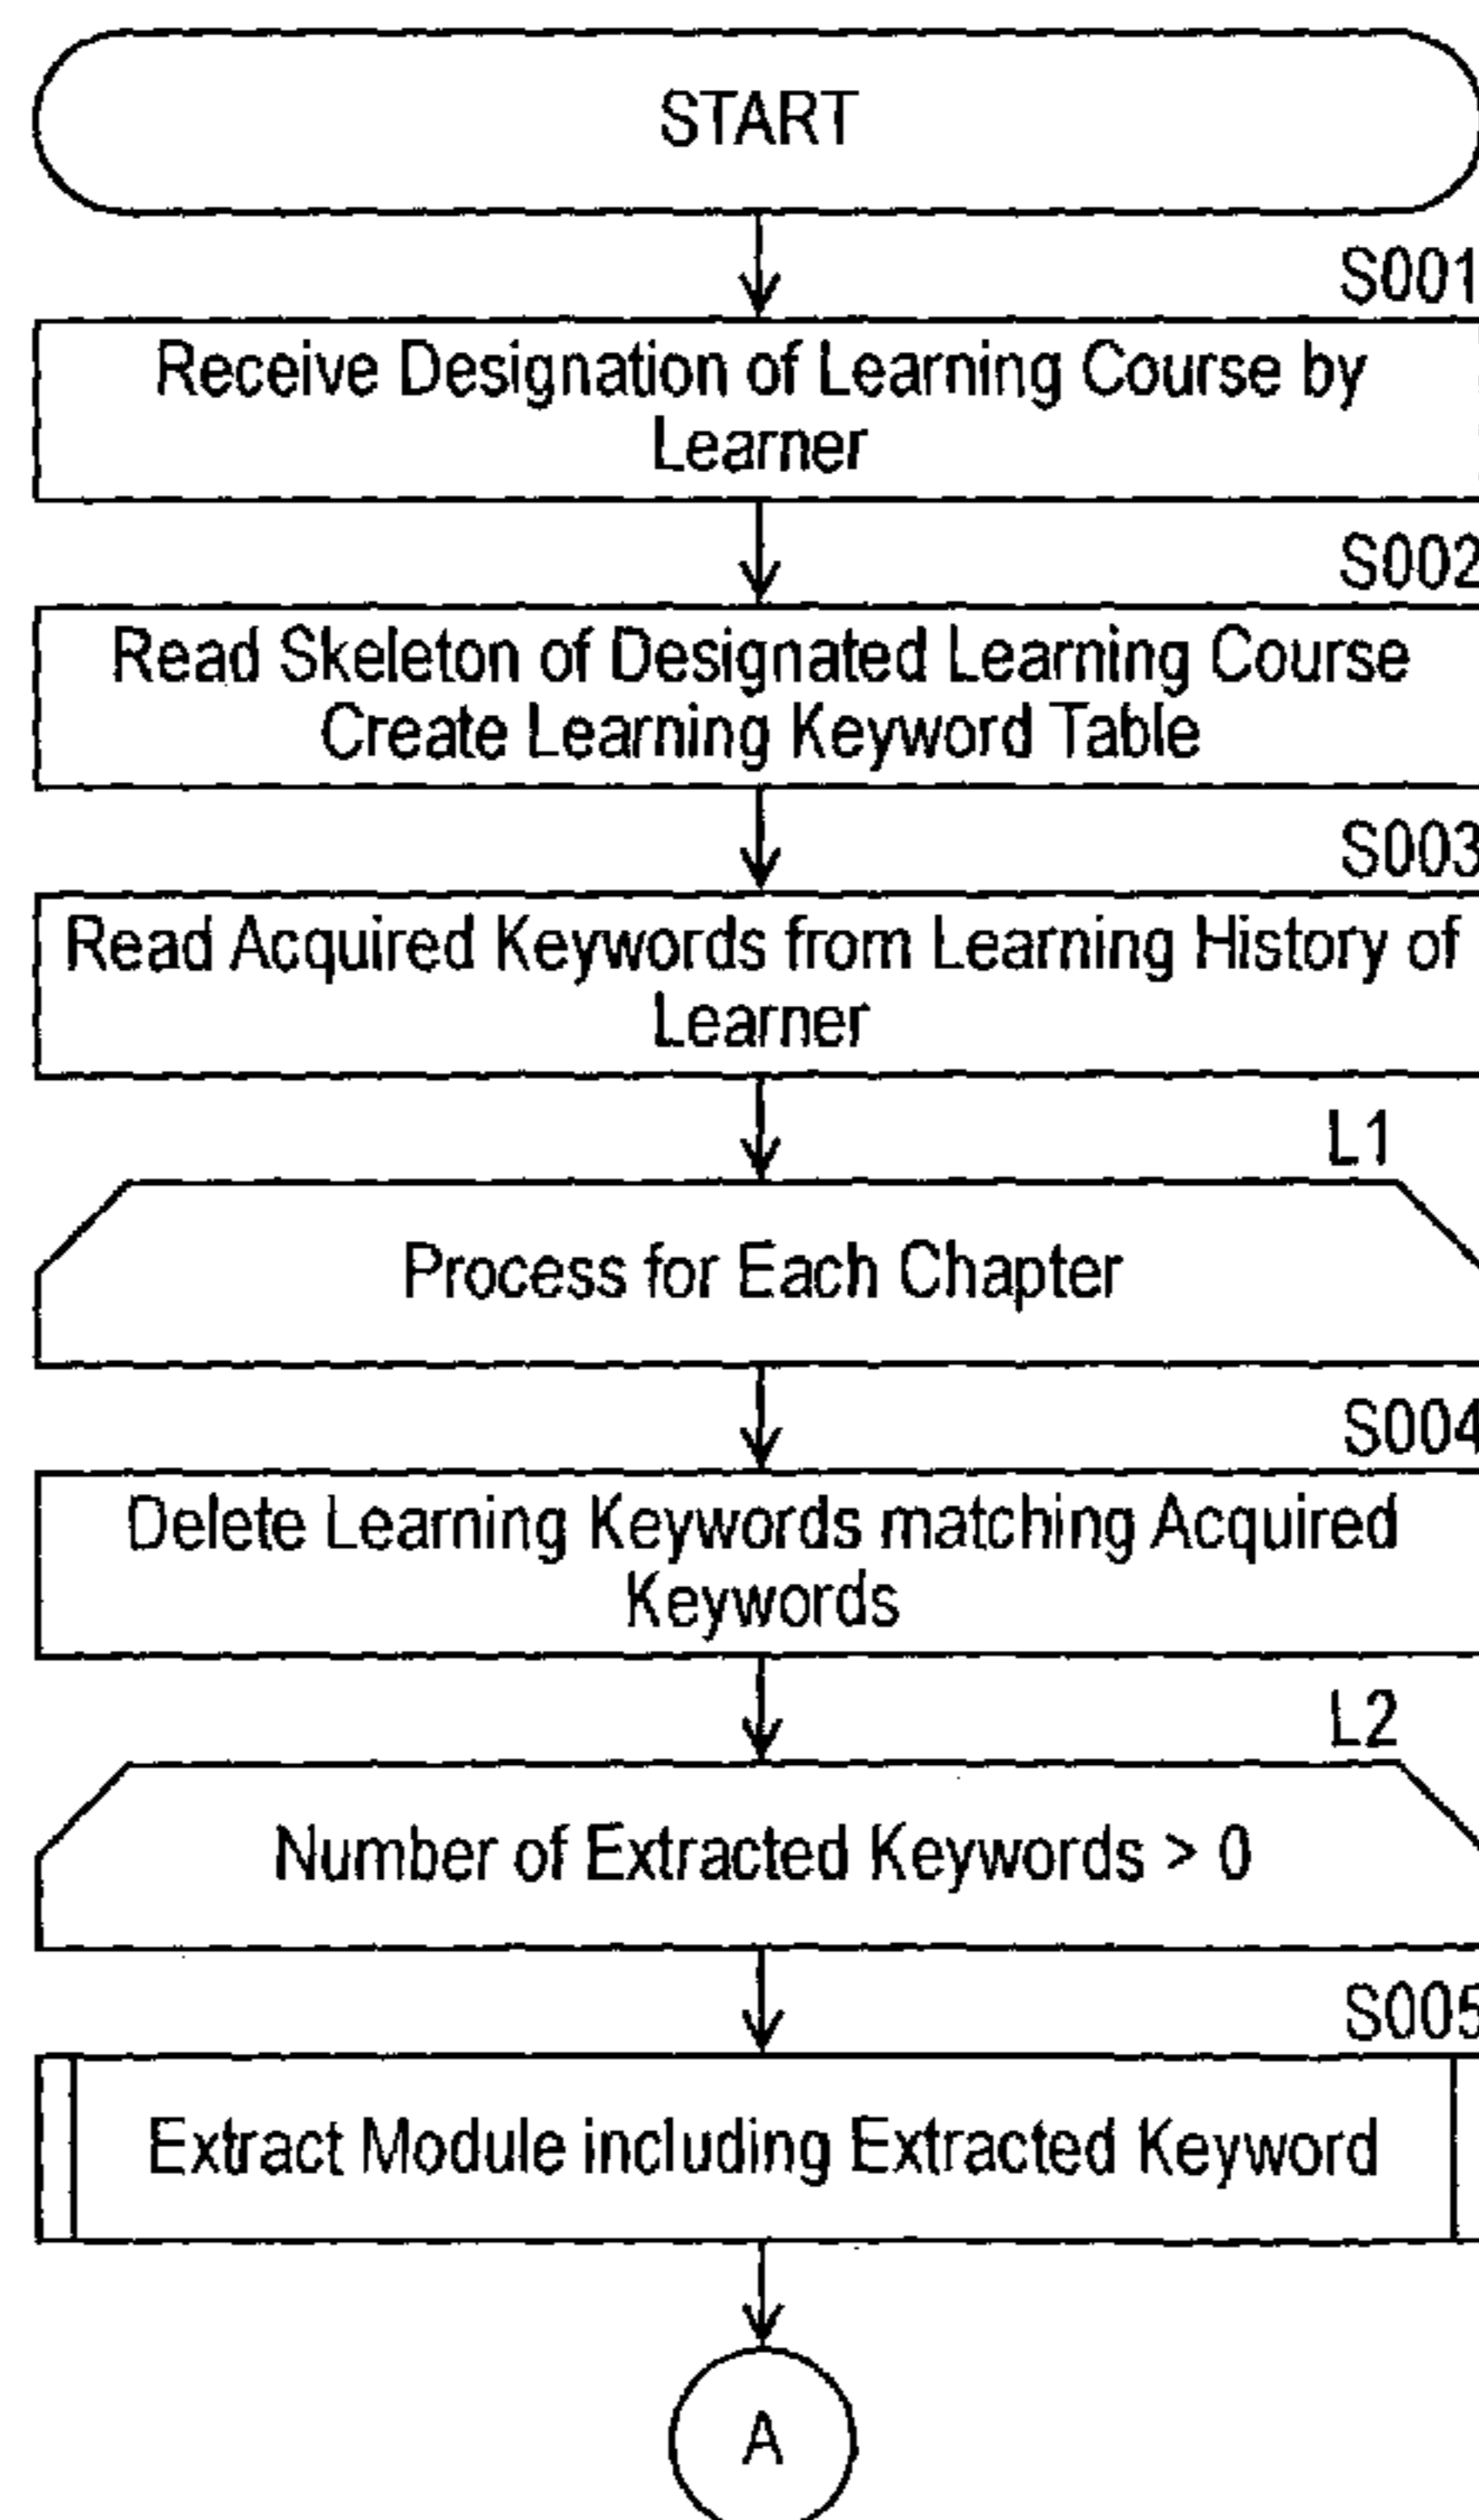 START
S001
Receive Designation of Learning Course by
Learner
S002
Read Skeleton of Designated Learning Course
Create Learning Keyword Table
S003
Read Acquired Keywords from Learning History of
Learner
L1
Process for Each Chapter
S004
Delete Learning Keywords matching Acquired
Keywords
L2
Number of Extracted Keywords > 0
S005
Extract Module including Extracted Keyword
A